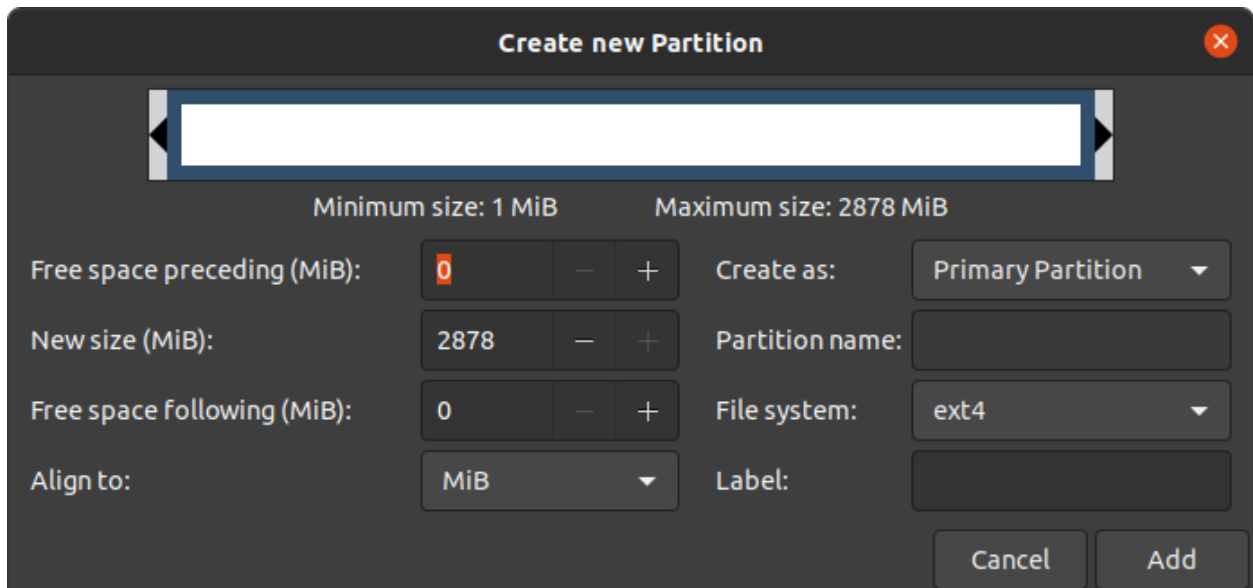 Create new Partition
Minimum size: 1 MiB Maximum size: 2878 MiB
Free space preceding (MiB): 0 Create as: Primary Partition
New size (MiB): 2878 Partition name:
Free space following (MiB): 0 File system: ext4
Align to: MiB Label:
Cancel Add